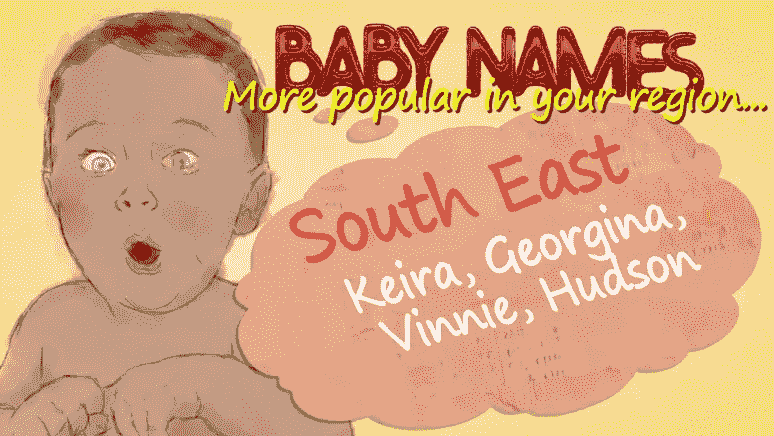 BABY NAMES
More popular in your region...
South East
Keira, Georgina,
Vinnie, Hudson